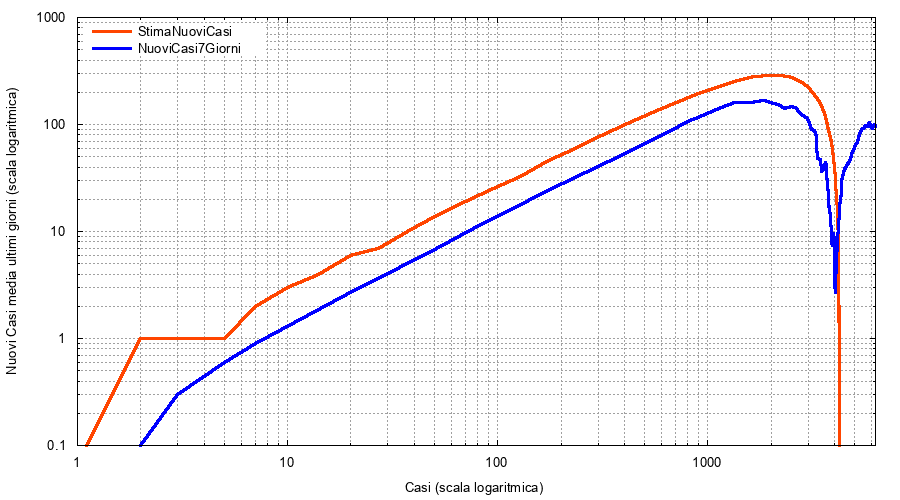 1000
StimaNuoviCasi
NuoviCasi7Giorni
100
10
1
0.1
Nuovi Casi media ultimi giorni (scala logaritmica)
1 10 100 1000
Casi (scala logaritmica)